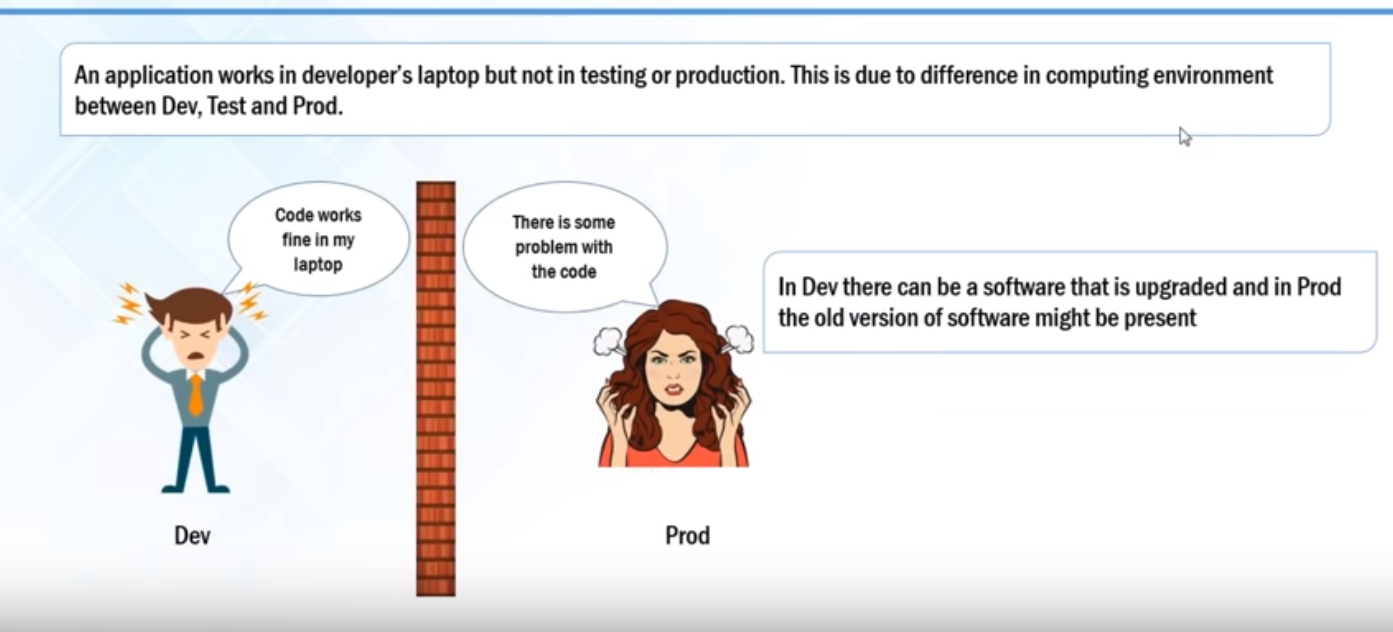 An application works in developer's laptop but not in testing or production. This is due to difference in computing environment
between Dev, Test and Prod.
Code works
fine in my
laptop
There is some
problem with
the code
In Dev there can be a software that is upgraded and in Prod
the old version of software might be present
Dev
Prod